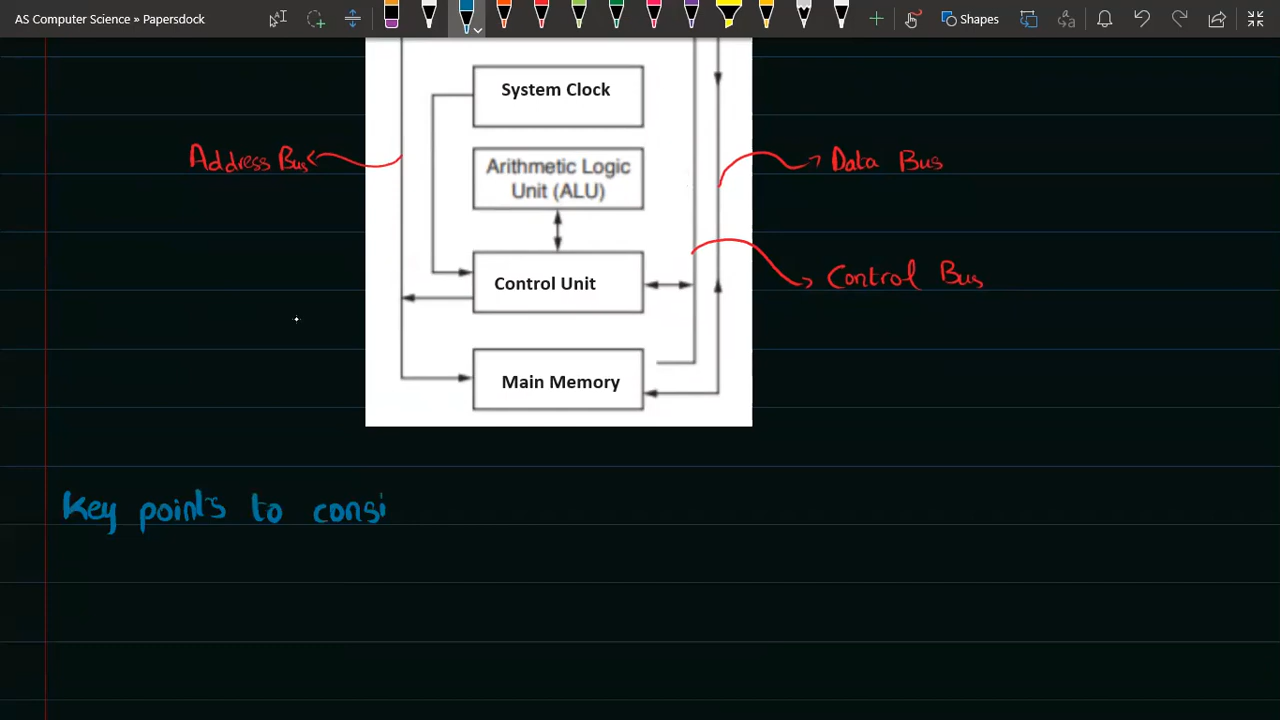 AS Computer Science » Papersdock
Shapes
System Clock
Address Bus
Arithmetic Logic
Unit (ALU)
Data Bus
Control Unit
Control Bus
Main Memory
Key points to consi